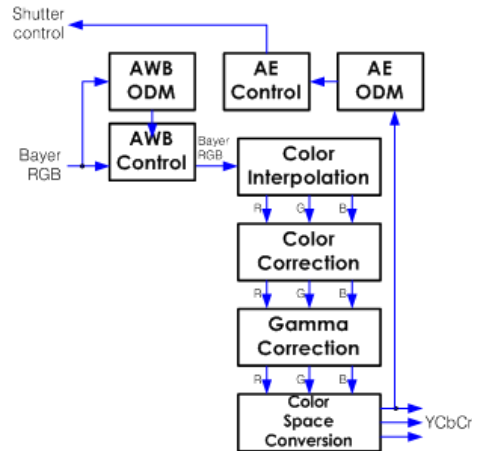 Shutter
control
AWB
ODM
AE
Control
AE
ODM
Bayer
RGB
AWB
Control
Bayer
RGB
Color
Interpolation
R G B
Color
Correction
R G B
Gamma
Correction
R G B
Color
Space
Conversion
YCbCr